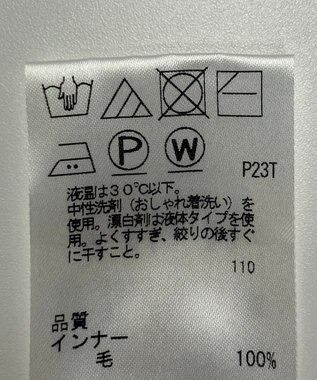 P W P23T
液温は30℃以下。
中性洗剤（おしゃれ着洗い）を
使用。漂白剤は液体タイプを使
用。よくすすぎ、絞りの後すぐ
に干すこと。
110
品質
インナー
毛 100%